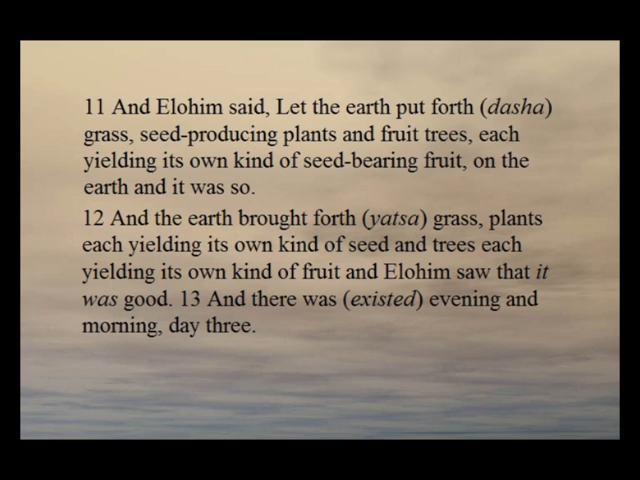 11 And Elohim said, Let the earth put forth (dasha)
grass, seed-producing plants and fruit trees, each
yielding its own kind of seed-bearing fruit, on the
earth and it was so.
12 And the earth brought forth (yatsa) grass, plants
each yielding its own kind of seed and trees each
yielding its own kind of fruit and Elohim saw that it
was good. 13 And there was (existed) evening and
morning, day three.